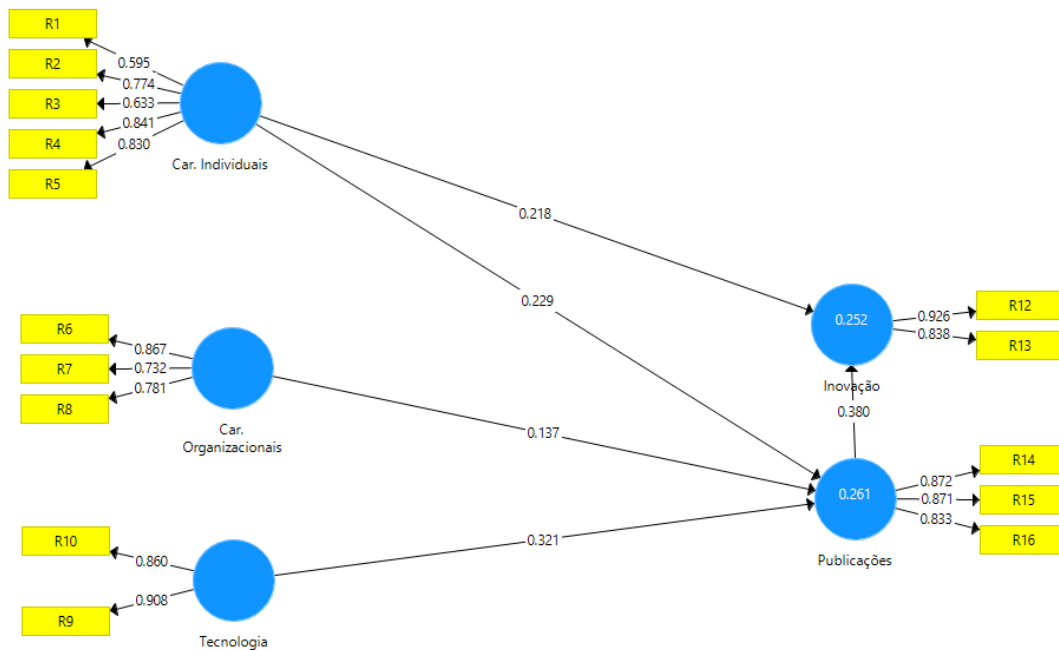 R1
R2
R3
R4
R5
0.595
0.774
0.633
0.841
0.830
Car. Individuais
0.218
0.229
R6
R7
R8
0.867
0.732
0.781
Car.
Organizacionais
0.137
R10
R9
0.860
0.908
Tecnologia
0.321
0.252
Inovação
0.926
0.838
R12
R13
0.380
0.261
Publicações
0.872
0.871
0.833
R14
R15
R16